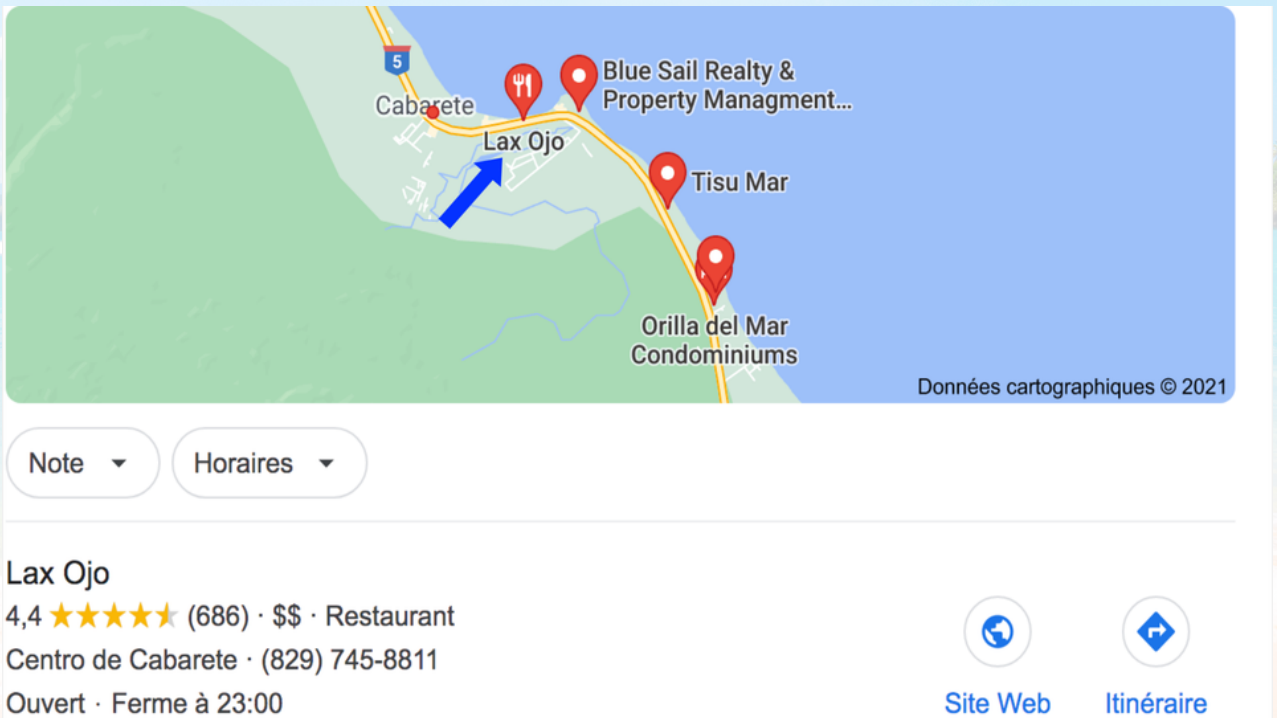 5
Cabarete
Lax Ojo
Blue Sail Realty &
Property Managment...
Tisu Mar
Orilla del Mar
Condominiums
Données cartographiques © 2021
Note
Horaires
Lax Ojo
4,4 (686) · $$ · Restaurant
Centro de Cabarete · (829) 745-8811
Ouvert · Ferme à 23:00
Site Web
Itinéraire